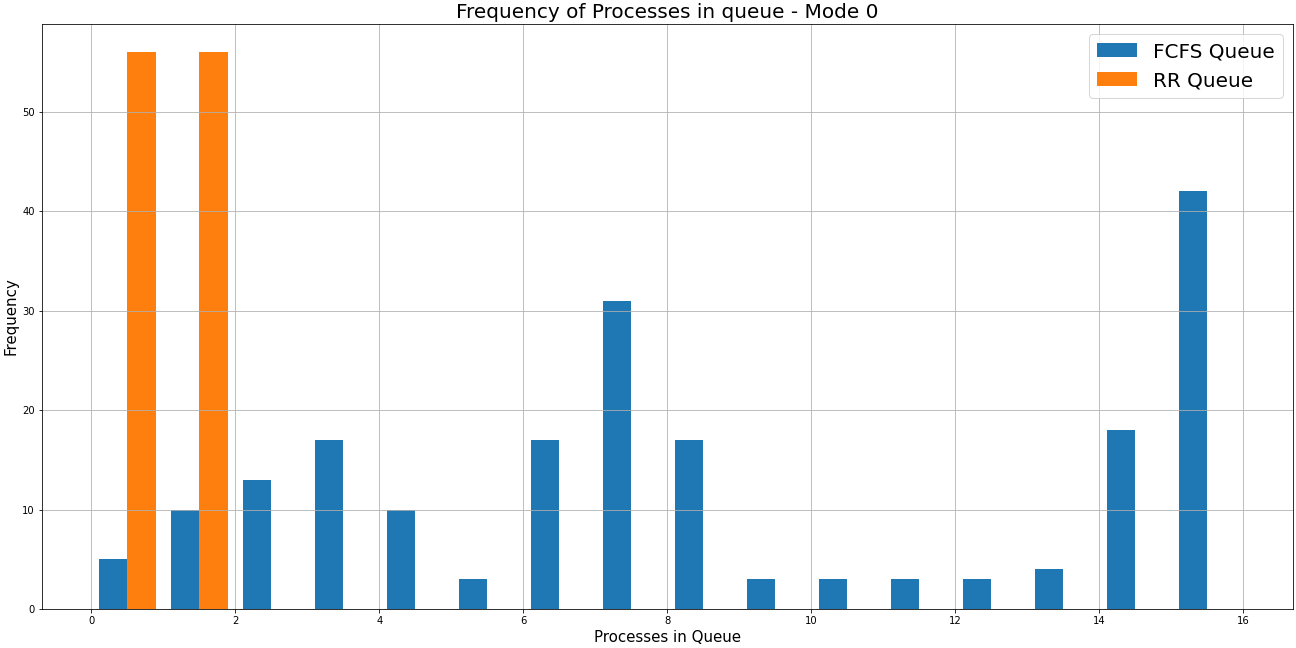 Frequency of Processes in queue - Mode 0
FCFS Queue
RR Queue
Frequency
50
40
30
20
10
0
0 2 4 6 8 10 12 14 16
Processes in Queue